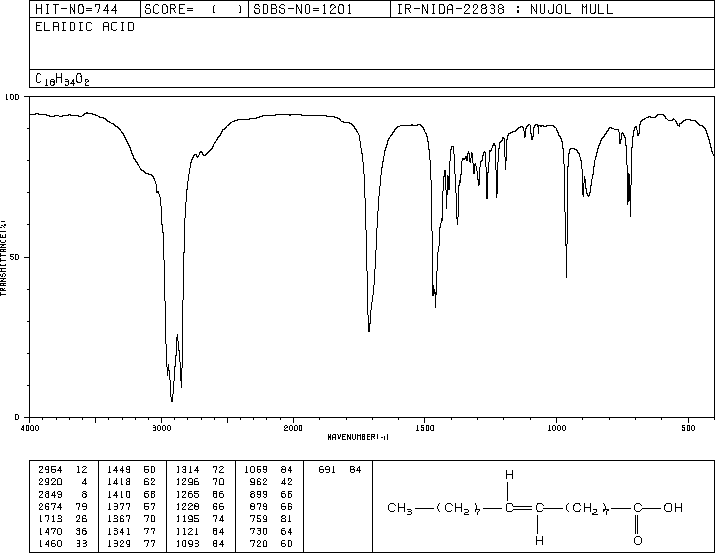 HIT-NO=744 SCORE= ( ) SDBS-NO=1201 IR-NIDA-22838 : NUJOL MULL
ELAIDIC ACID
C18H34O2
100
50
0
TRANSMITTANCE(%)
4000 3000 2000 1500 1000 500
WAVENUMBER(-1)
2954 12 1449 60 1314 72 1069 84 691 84
2920 4 1418 62 1296 70 962 42
2849 8 1410 68 1265 86 899 66
2674 79 1377 57 1228 66 879 66
1713 26 1367 70 1195 74 759 81
1470 36 1341 77 1121 84 730 64
1460 33 1329 77 1093 84 720 60
H
CH3—(CH2)7—C=C—(CH2)7—C—OH
H O